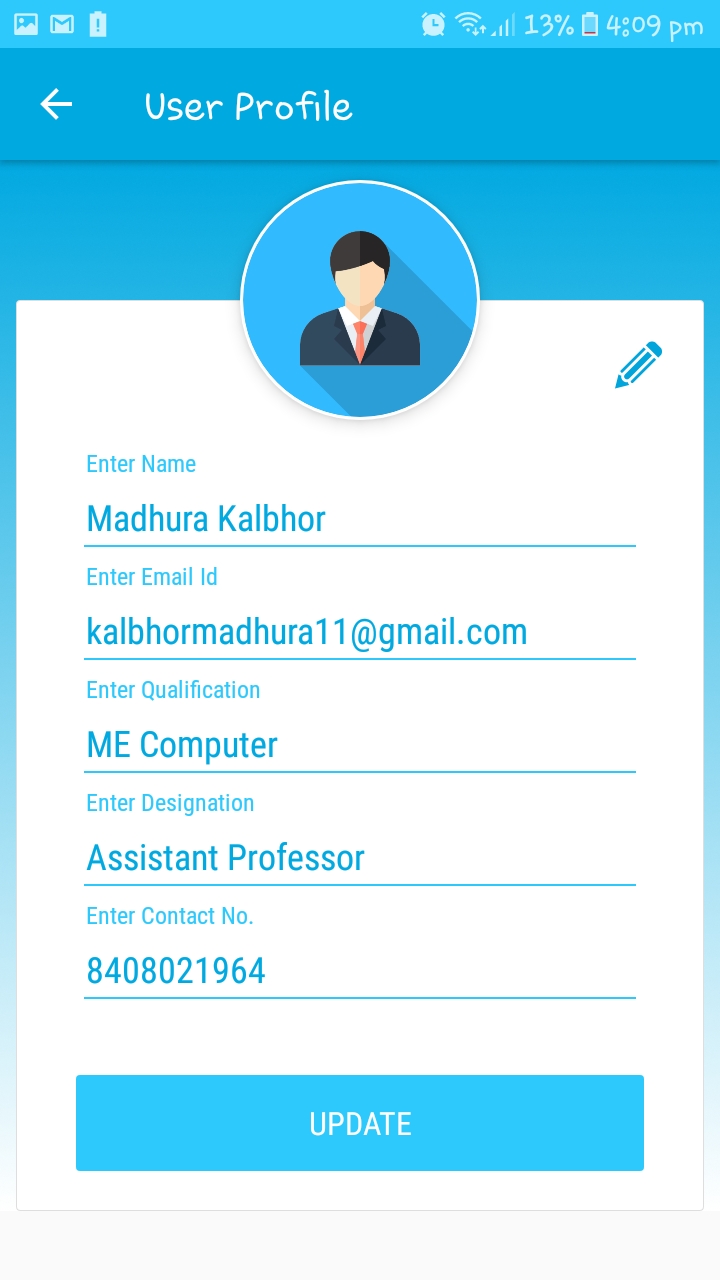 13% 4:09 pm
User Profile
Enter Name
Madhura Kalbhor
Enter Email Id
kalbhormadhura11@gmail.com
Enter Qualification
ME Computer
Enter Designation
Assistant Professor
Enter Contact No.
8408021964
UPDATE